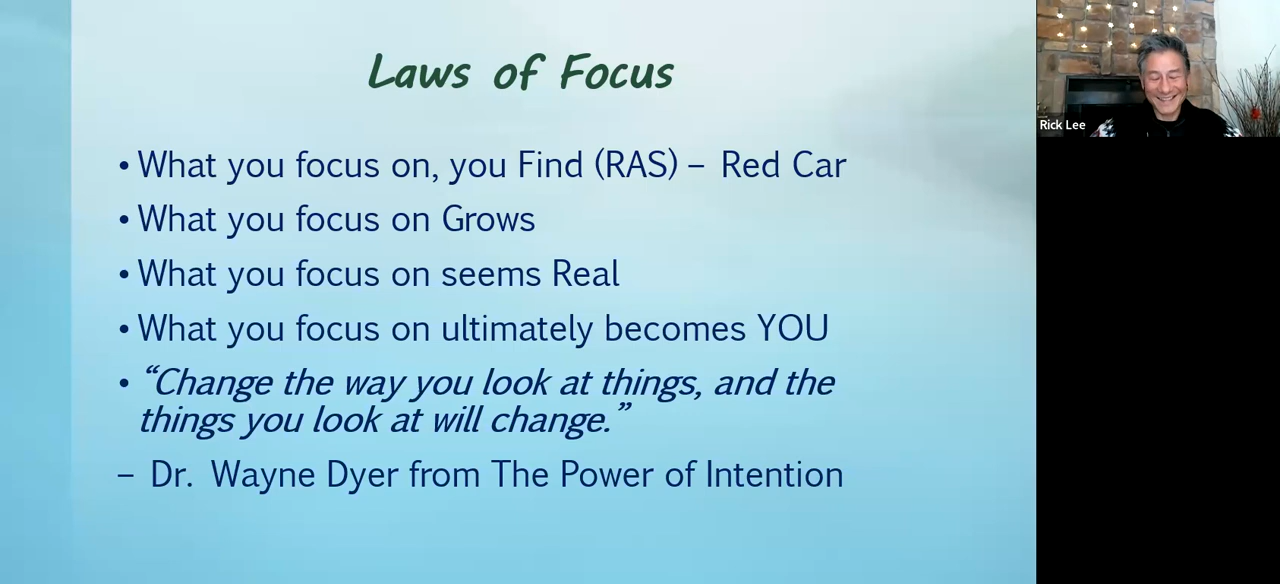 Laws of Focus
• What you focus on, you Find (RAS) – Red Car
• What you focus on Grows
• What you focus on seems Real
• What you focus on ultimately becomes YOU
• “Change the way you look at things, and the
things you look at will change.”
– Dr. Wayne Dyer from The Power of Intention
Rick Lee